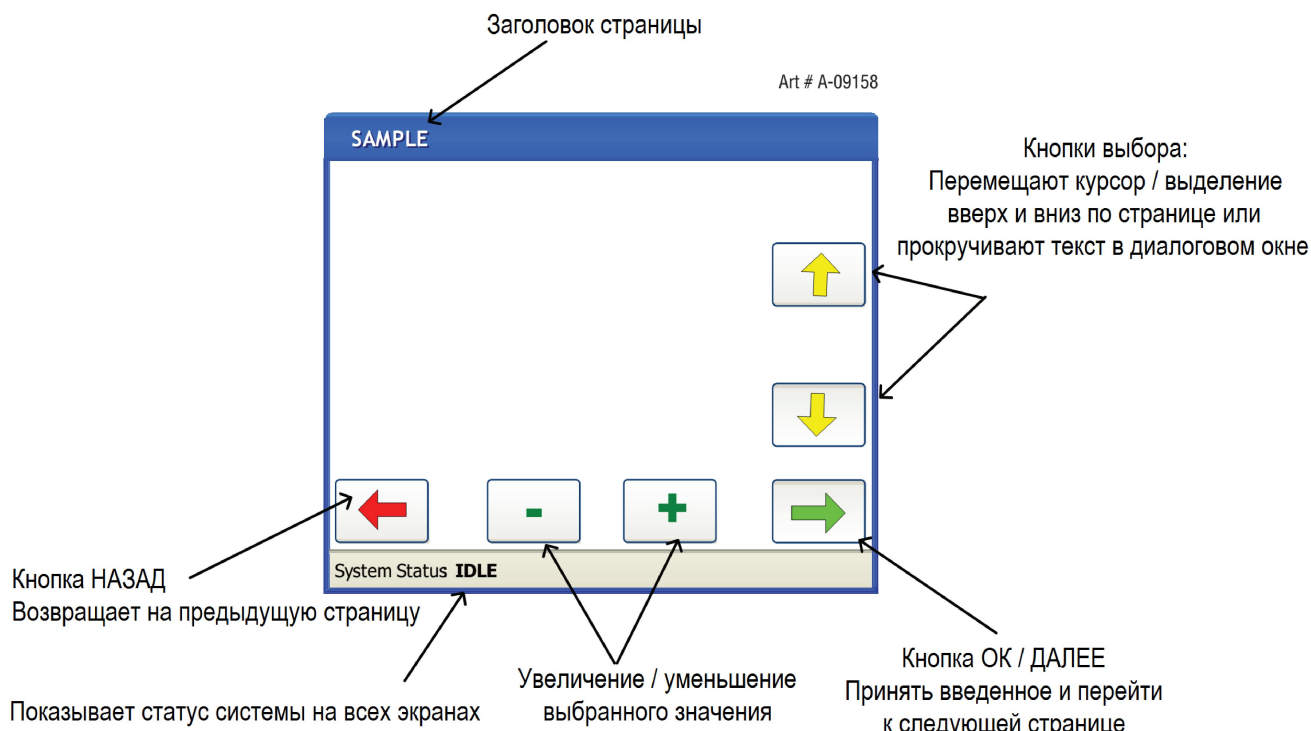 Заголовок страницы
Art # A-09158
SAMPLE
Кнопки выбора:
Перемещают курсор / выделение
вверх и вниз по странице или
прокручивают текст в диалоговом окне
System Status IDLE
Кнопка НАЗАД
Возвращает на предыдущую страницу
Показывает статус системы на всех экранах
Увеличение / уменьшение
выбранного значения
Кнопка ОК / ДАЛЕЕ
Принять введенное и перейти
к следующей странице